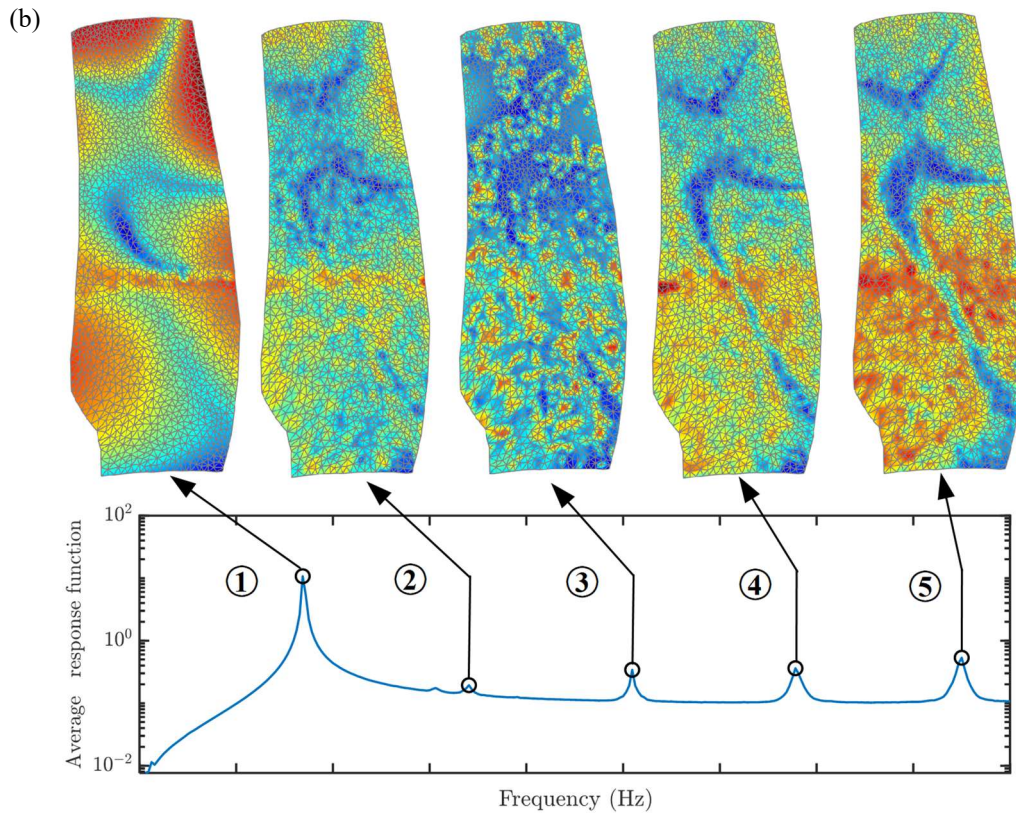 (b)
10²
10⁰
10⁻²
Average response function
① ② ③ ④ ⑤
Frequency (Hz)